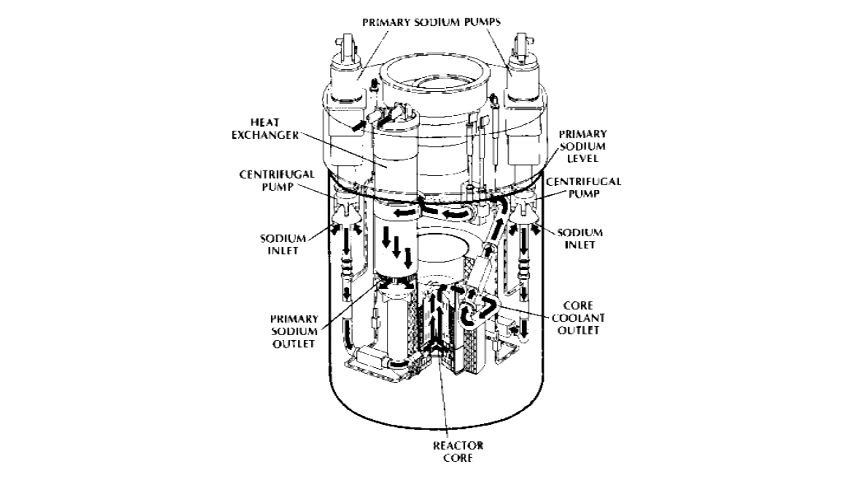 PRIMARY SODIUM PUMPS
HEAT
EXCHANGER
PRIMARY
SODIUM
LEVEL
CENTRIFUGAL
PUMP
CENTRIFUGAL
PUMP
SODIUM
INLET
SODIUM
INLET
PRIMARY
SODIUM
OUTLET
CORE
COOLANT
OUTLET
REACTOR
CORE